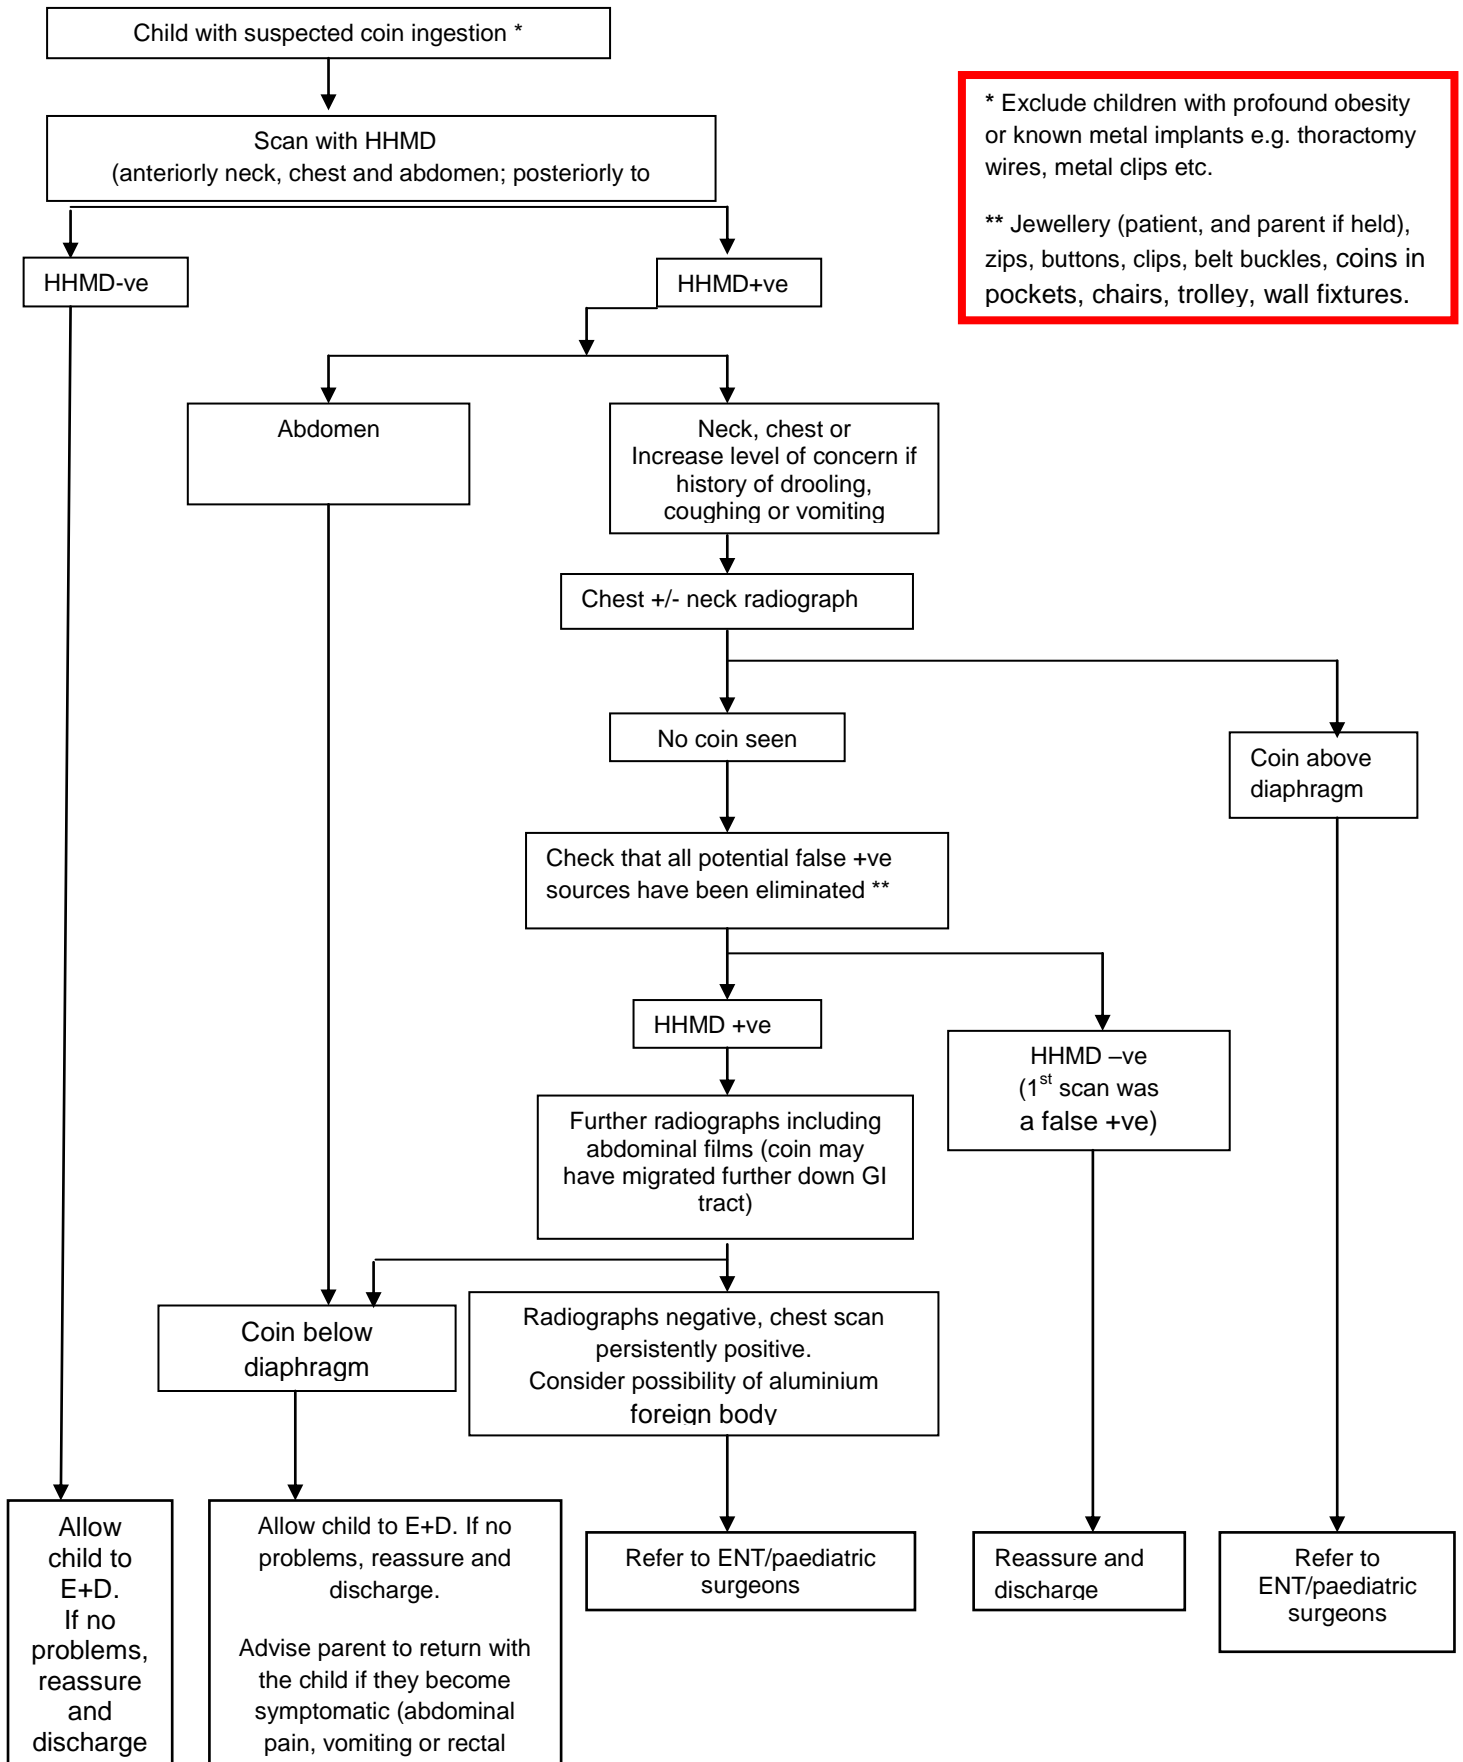 Child with suspected coin ingestion *
* Exclude children with profound obesity
or known metal implants e.g. thoractomy
wires, metal clips etc.
** Jewellery (patient, and parent if held),
zips, buttons, clips, belt buckles, coins in
pockets, chairs, trolley, wall fixtures.
Scan with HHMD
(anteriorly neck, chest and abdomen; posteriorly to
HHMD-ve
HHMD+ve
Abdomen
Neck, chest or
Increase level of concern if
history of drooling,
coughing or vomiting
Chest +/- neck radiograph
No coin seen
Coin above
diaphragm
Check that all potential false +ve
sources have been eliminated **
HHMD +ve
HHMD –ve
(1st scan was
a false +ve)
Further radiographs including
abdominal films (coin may
have migrated further down GI
tract)
Coin below
diaphragm
Radiographs negative, chest scan
persistently positive.
Consider possibility of aluminium
foreign body
Allow
child to
E+D.
If no
problems,
reassure
and
discharge
Allow child to E+D. If no
problems, reassure and
discharge.
Advise parent to return with
the child if they become
symptomatic (abdominal
pain, vomiting or rectal
Refer to ENT/paediatric
surgeons
Reassure and
discharge
Refer to
ENT/paediatric
surgeons